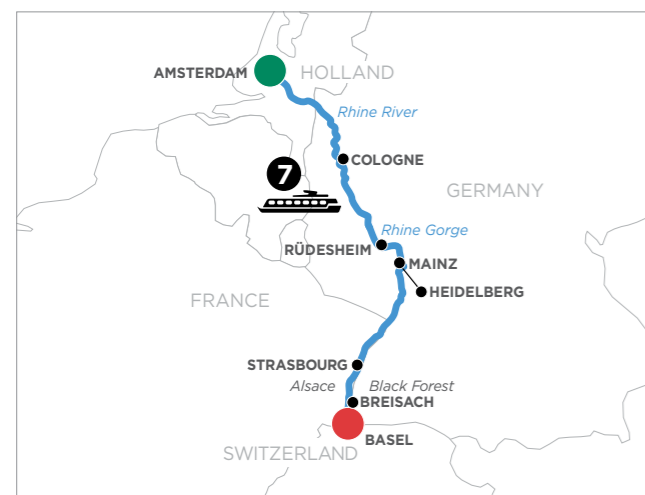 AMSTERDAM
HOLLAND
Rhine River
COLOGNE
7
GERMANY
Rhine Gorge
RÜDESHEIM
MAINZ
HEIDELBERG
FRANCE
STRASBOURG
Alsace
Black Forest
BREISACH
BASEL
SWITZERLAND